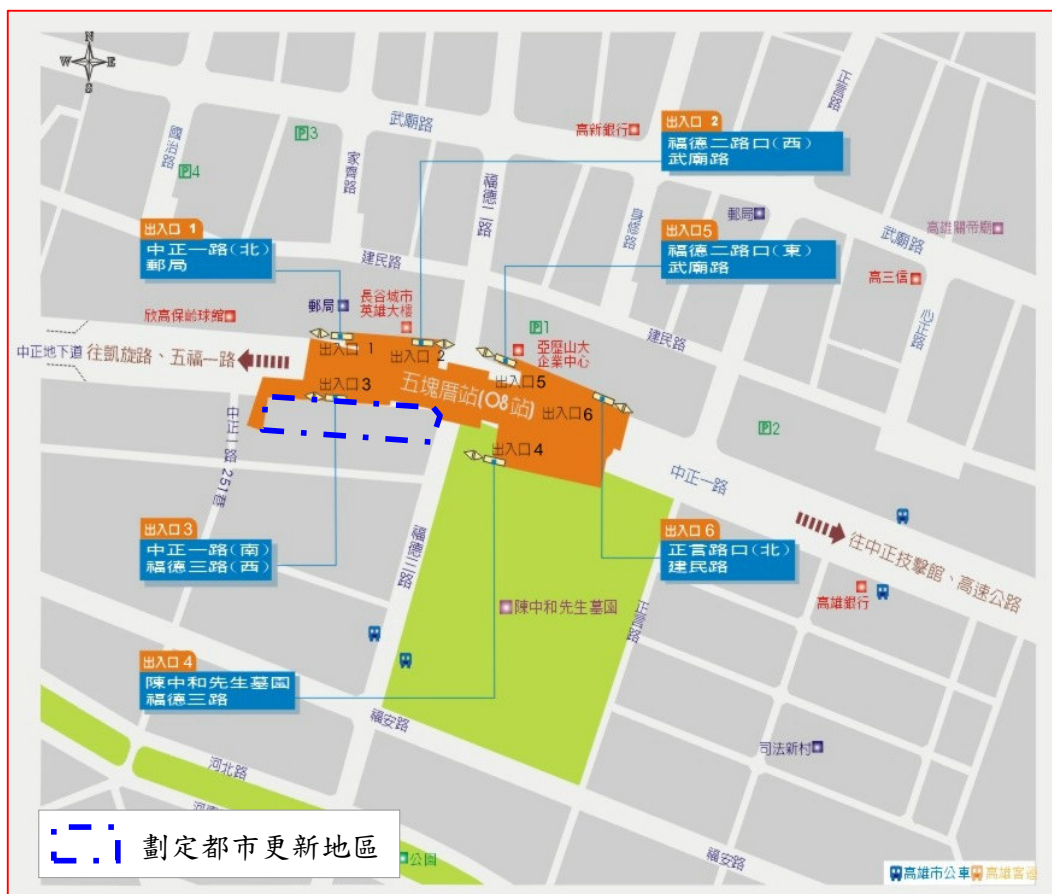 N
W E
S
武廟路
高新銀行
正言路
出入口 2
福德二路口(西)
武廟路
國治路
P3
P4
家齊路
福德二路
身修路
郵局
高雄關帝廟
武廟路
出入口 1
中正一路(北)
郵局
建民路
出入口5
福德二路口(東)
武廟路
高三信
心正路
郵局
長谷城市
英雄大樓
欣高保齡球館
P1
亞歷山大
企業中心
建民路
中正地下道
往凱旋路、五福一路
出入口 1
出入口 2
出入口 3
出入口 5
五塊厝站(O8站)
出入口6
出入口 4
P2
中正一路 251巷
中正一路
出入口 3
中正一路(南)
福德三路(西)
福德三路
出入口 6
正言路口(北)
建民路
往中正技擊館、高速公路
高雄銀行
陳中和先生墓園
正言路
出入口 4
陳中和先生墓園
福德三路
福安路
司法新村
河北路
劃定都市更新地區
公園
福安路
高雄市公車
高雄客運